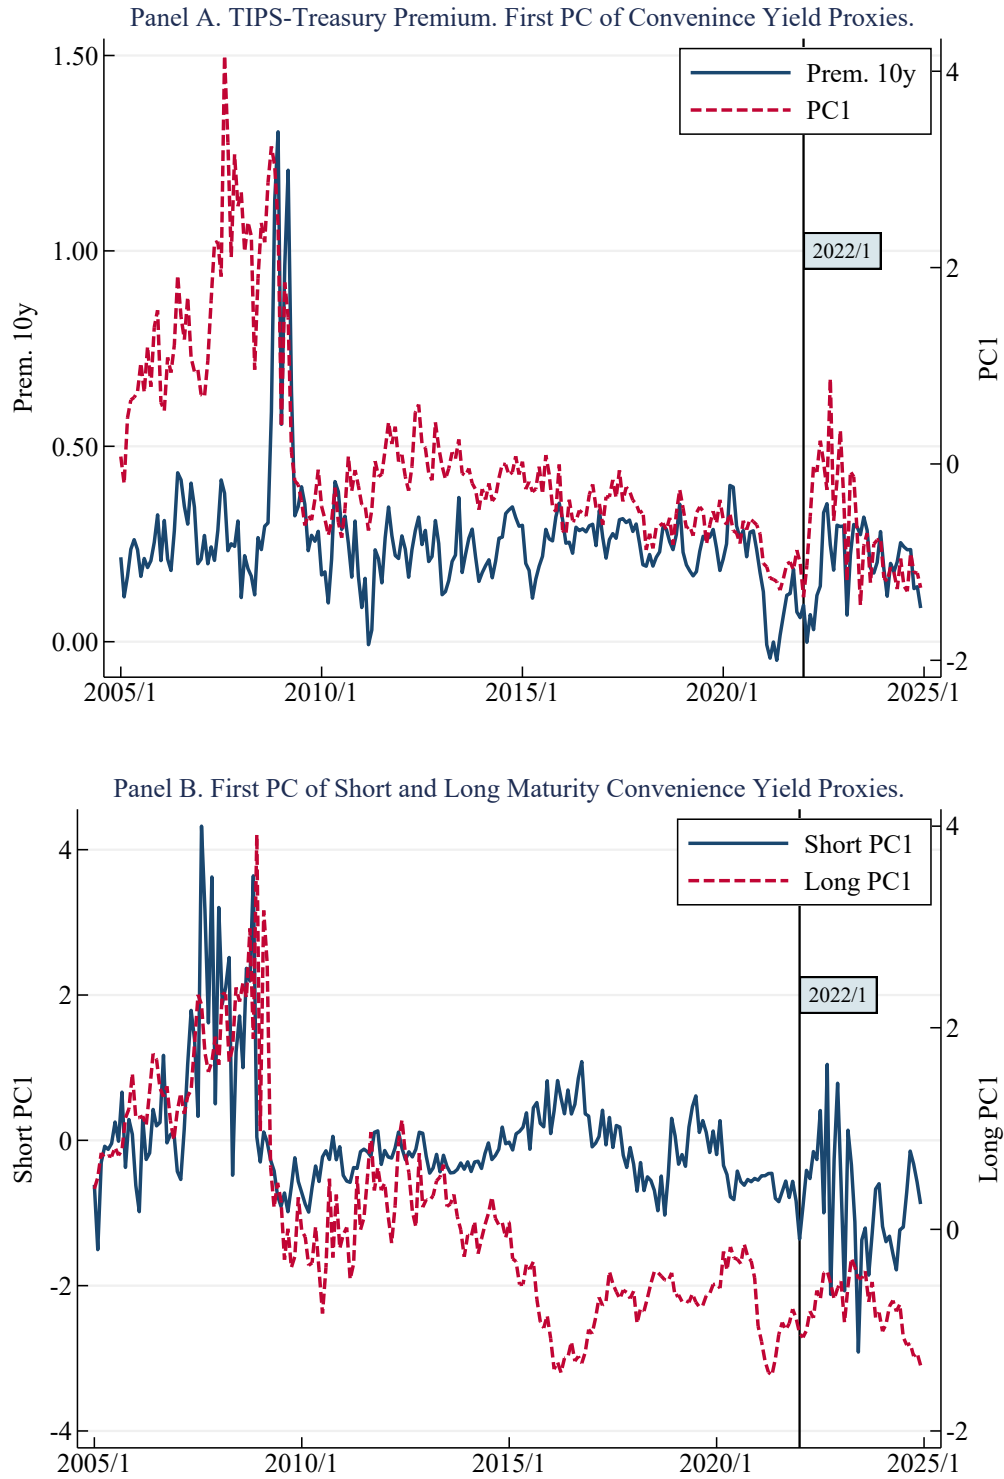 Panel A. TIPS-Treasury Premium. First PC of Convenince Yield Proxies.
1.50
1.00
0.50
0.00
Prem. 10y
Prem. 10y
PC1
2022/1
4
2
0
-2
PC1
2005/1
2010/1
2015/1
2020/1
2025/1
Panel B. First PC of Short and Long Maturity Convenience Yield Proxies.
4
2
0
-2
-4
Short PC1
Short PC1
Long PC1
2022/1
4
2
0
-2
Long PC1
2005/1
2010/1
2015/1
2020/1
2025/1